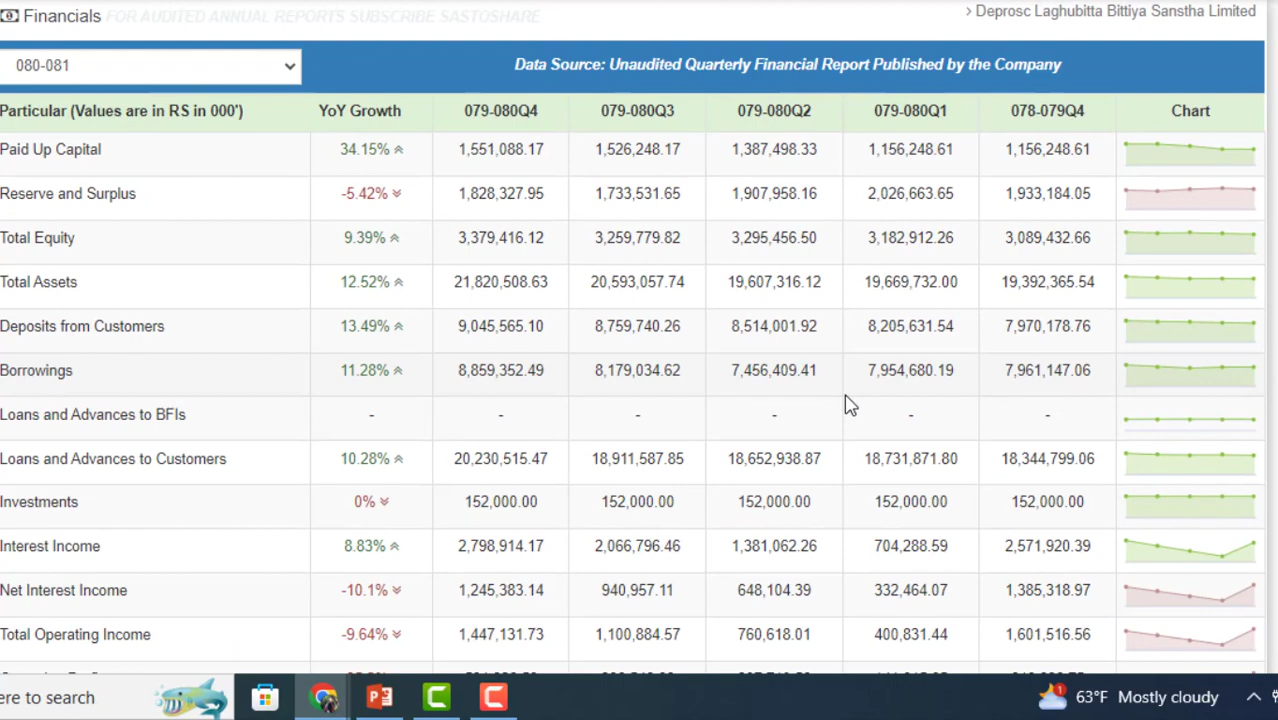 Financials FOR AUDITED ANNUAL REPORTS SUBSCRIBE SASTOSHARE
> Deprosc Laghubitta Bittiya Sanstha Limited
080-081
Data Source: Unaudited Quarterly Financial Report Published by the Company
Particular (Values are in RS in 000') YoY Growth 079-080Q4 079-080Q3 079-080Q2 079-080Q1 078-079Q4 Chart
Paid Up Capital 34.15% 1,551,088.17 1,526,248.17 1,387,498.33 1,156,248.61 1,156,248.61
Reserve and Surplus -5.42% 1,828,327.95 1,733,531.65 1,907,958.16 2,026,663.65 1,933,184.05
Total Equity 9.39% 3,379,416.12 3,259,779.82 3,295,456.50 3,182,912.26 3,089,432.66
Total Assets 12.52% 21,820,508.63 20,593,057.74 19,607,316.12 19,669,732.00 19,392,365.54
Deposits from Customers 13.49% 9,045,565.10 8,759,740.26 8,514,001.92 8,205,631.54 7,970,178.76
Borrowings 11.28% 8,859,352.49 8,179,034.62 7,456,409.41 7,954,680.19 7,961,147.06
Loans and Advances to BFIs - - - - - -
Loans and Advances to Customers 10.28% 20,230,515.47 18,911,587.85 18,652,938.87 18,731,871.80 18,344,799.06
Investments 0% 152,000.00 152,000.00 152,000.00 152,000.00 152,000.00
Interest Income 8.83% 2,798,914.17 2,066,796.46 1,381,062.26 704,288.59 2,571,920.39
Net Interest Income -10.1% 1,245,383.14 940,957.11 648,104.39 332,464.07 1,385,318.97
Total Operating Income -9.64% 1,447,131.73 1,100,884.57 760,618.01 400,831.44 1,601,516.56
ere to search
63°F Mostly cloudy